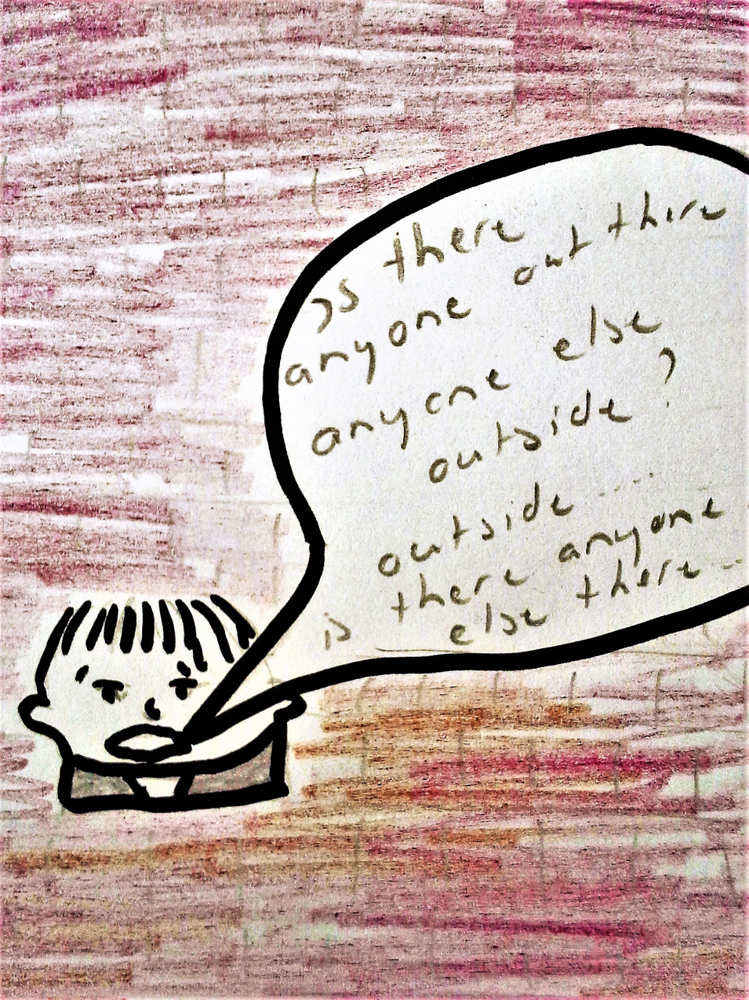 Is there
anyone out there
anyone else
outside?
outside...
is there anyone
else there...